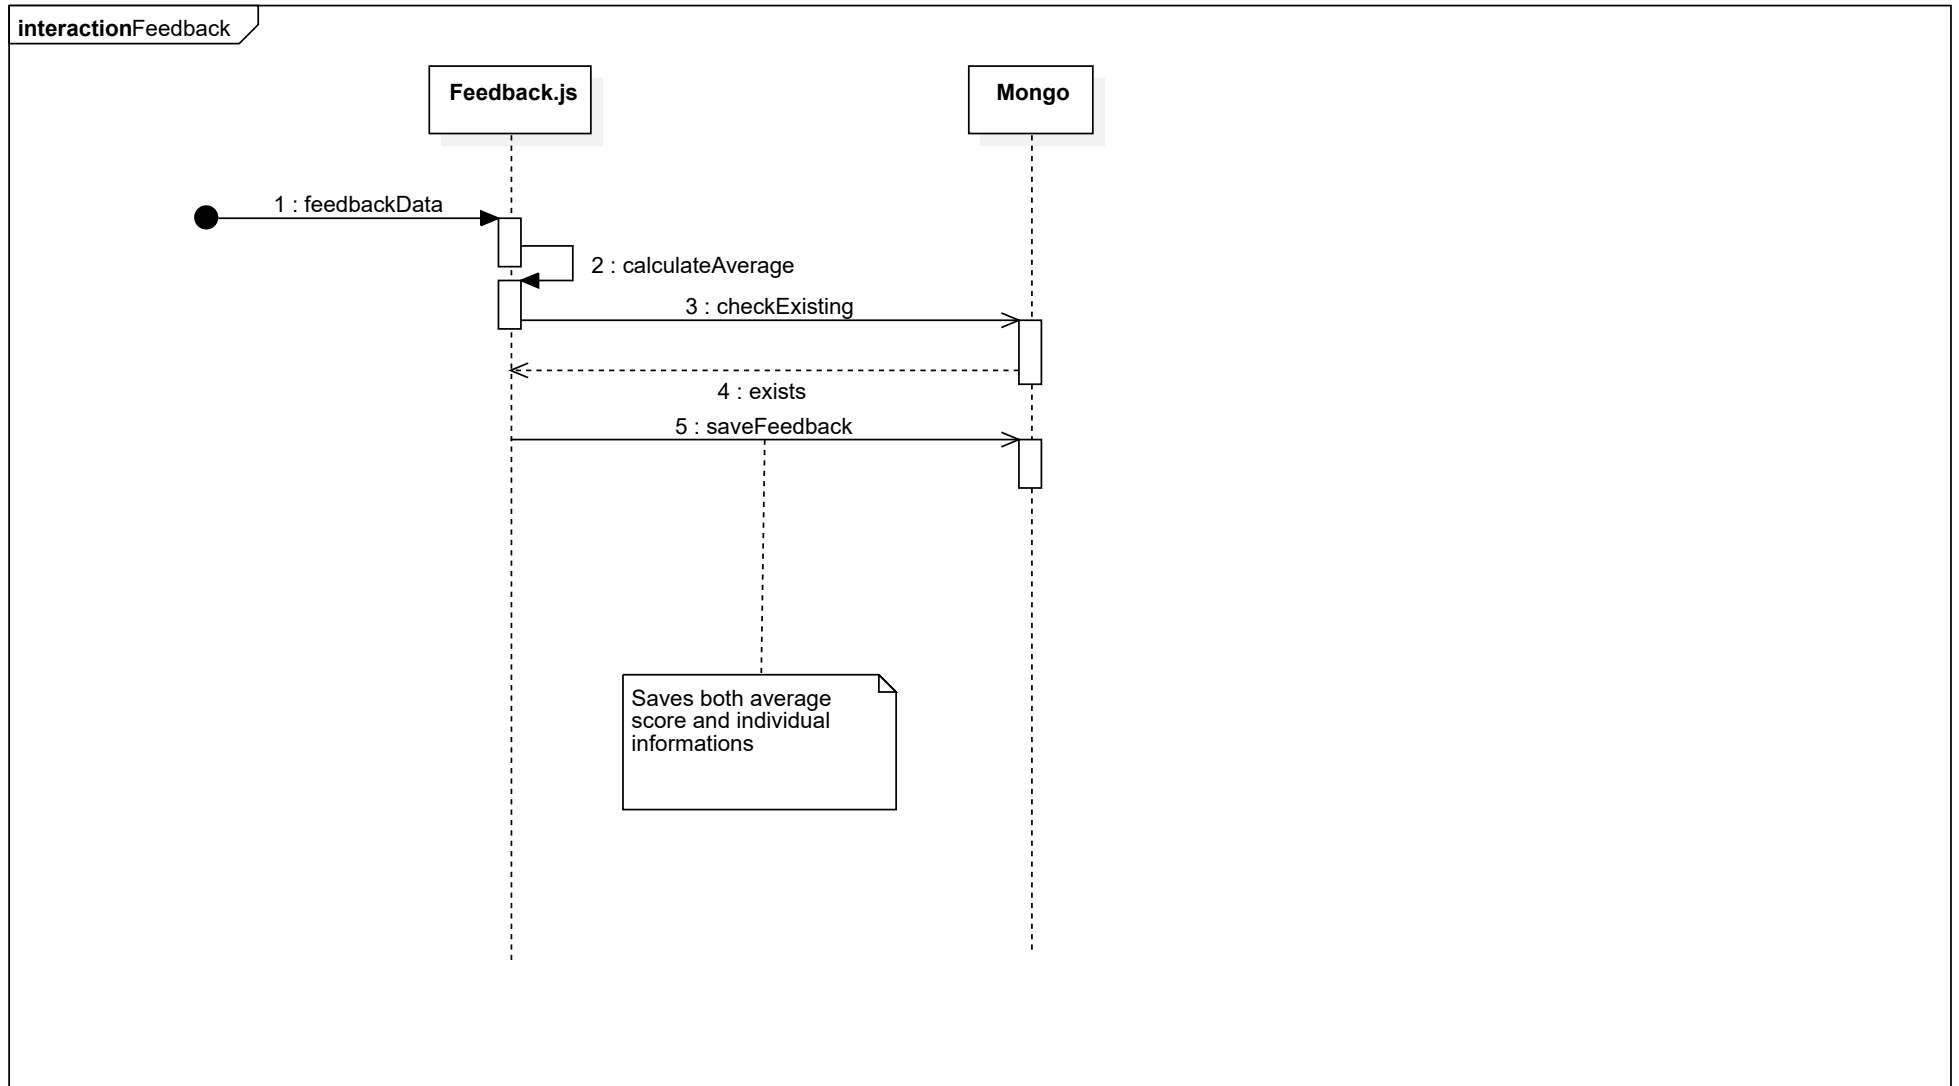 interactionFeedback
Feedback.js
Mongo
1 : feedbackData
2 : calculateAverage
3 : checkExisting
4 : exists
5 : saveFeedback
Saves both average
score and individual
informations